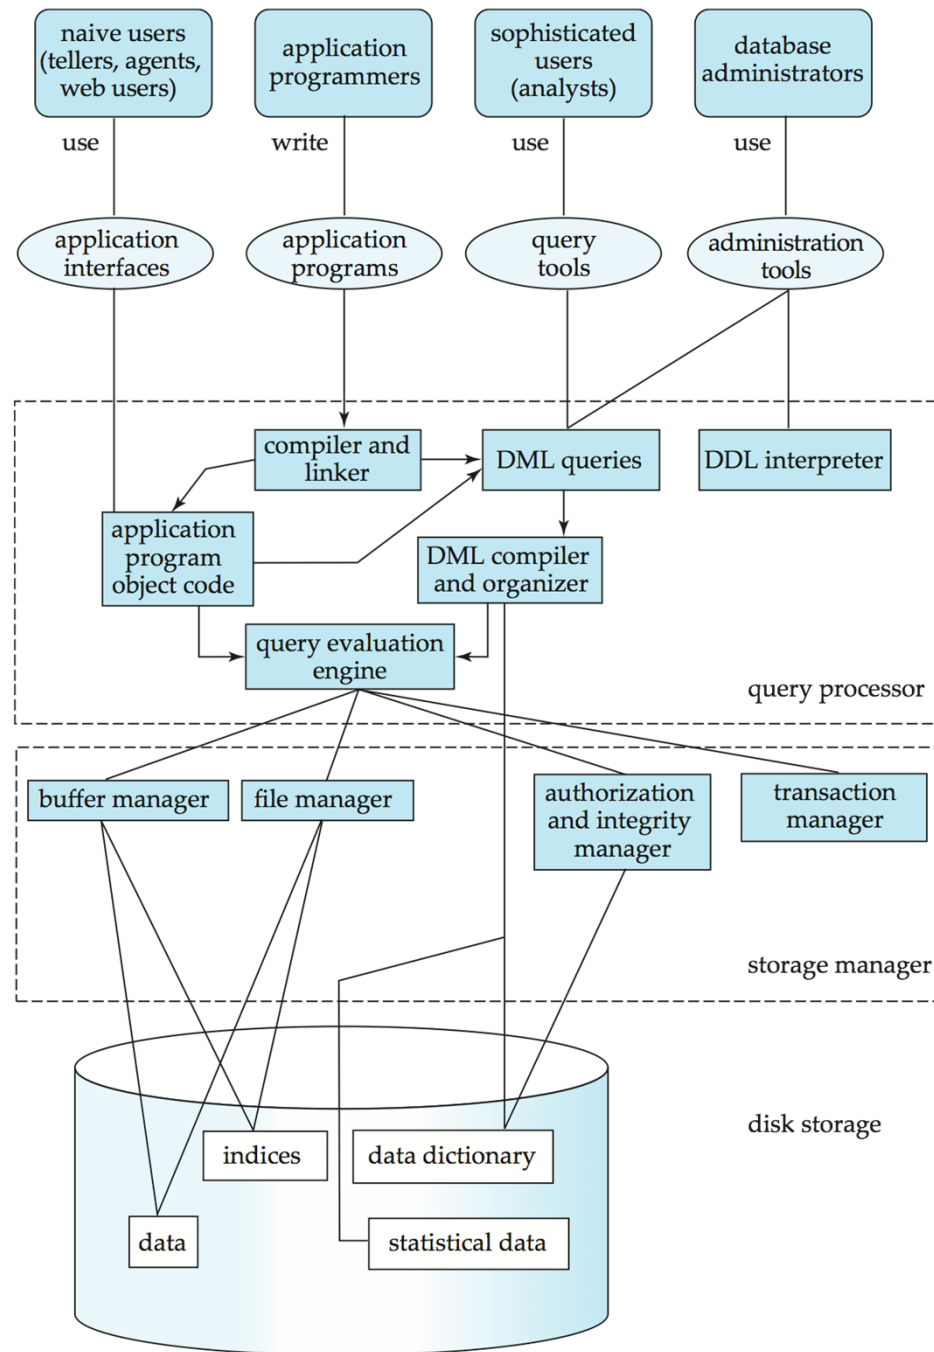 naive users
(tellers, agents,
web users)
application
programmers
sophisticated
users
(analysts)
database
administrators
use
write
use
use
application
interfaces
application
programs
query
tools
administration
tools
compiler and
linker
DML queries
DDL interpreter
application
program
object code
DML compiler
and organizer
query evaluation
engine
query processor
buffer manager
file manager
authorization
and integrity
manager
transaction
manager
storage manager
disk storage
indices
data dictionary
data
statistical data